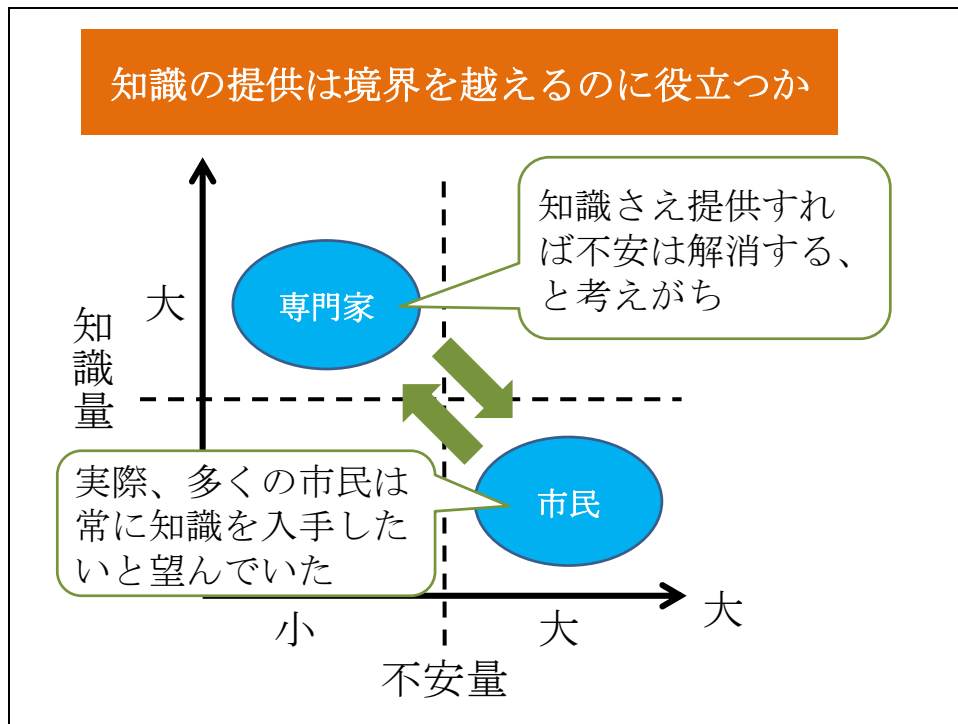 知識の提供は境界を越えるのに役立つか
知識さえ提供すれ
ば不安は解消する、
と考えがち
大
専門家
知識量
実際、多くの市民は
常に知識を入手した
いと望んでいた
市民
小
大
大
不安量